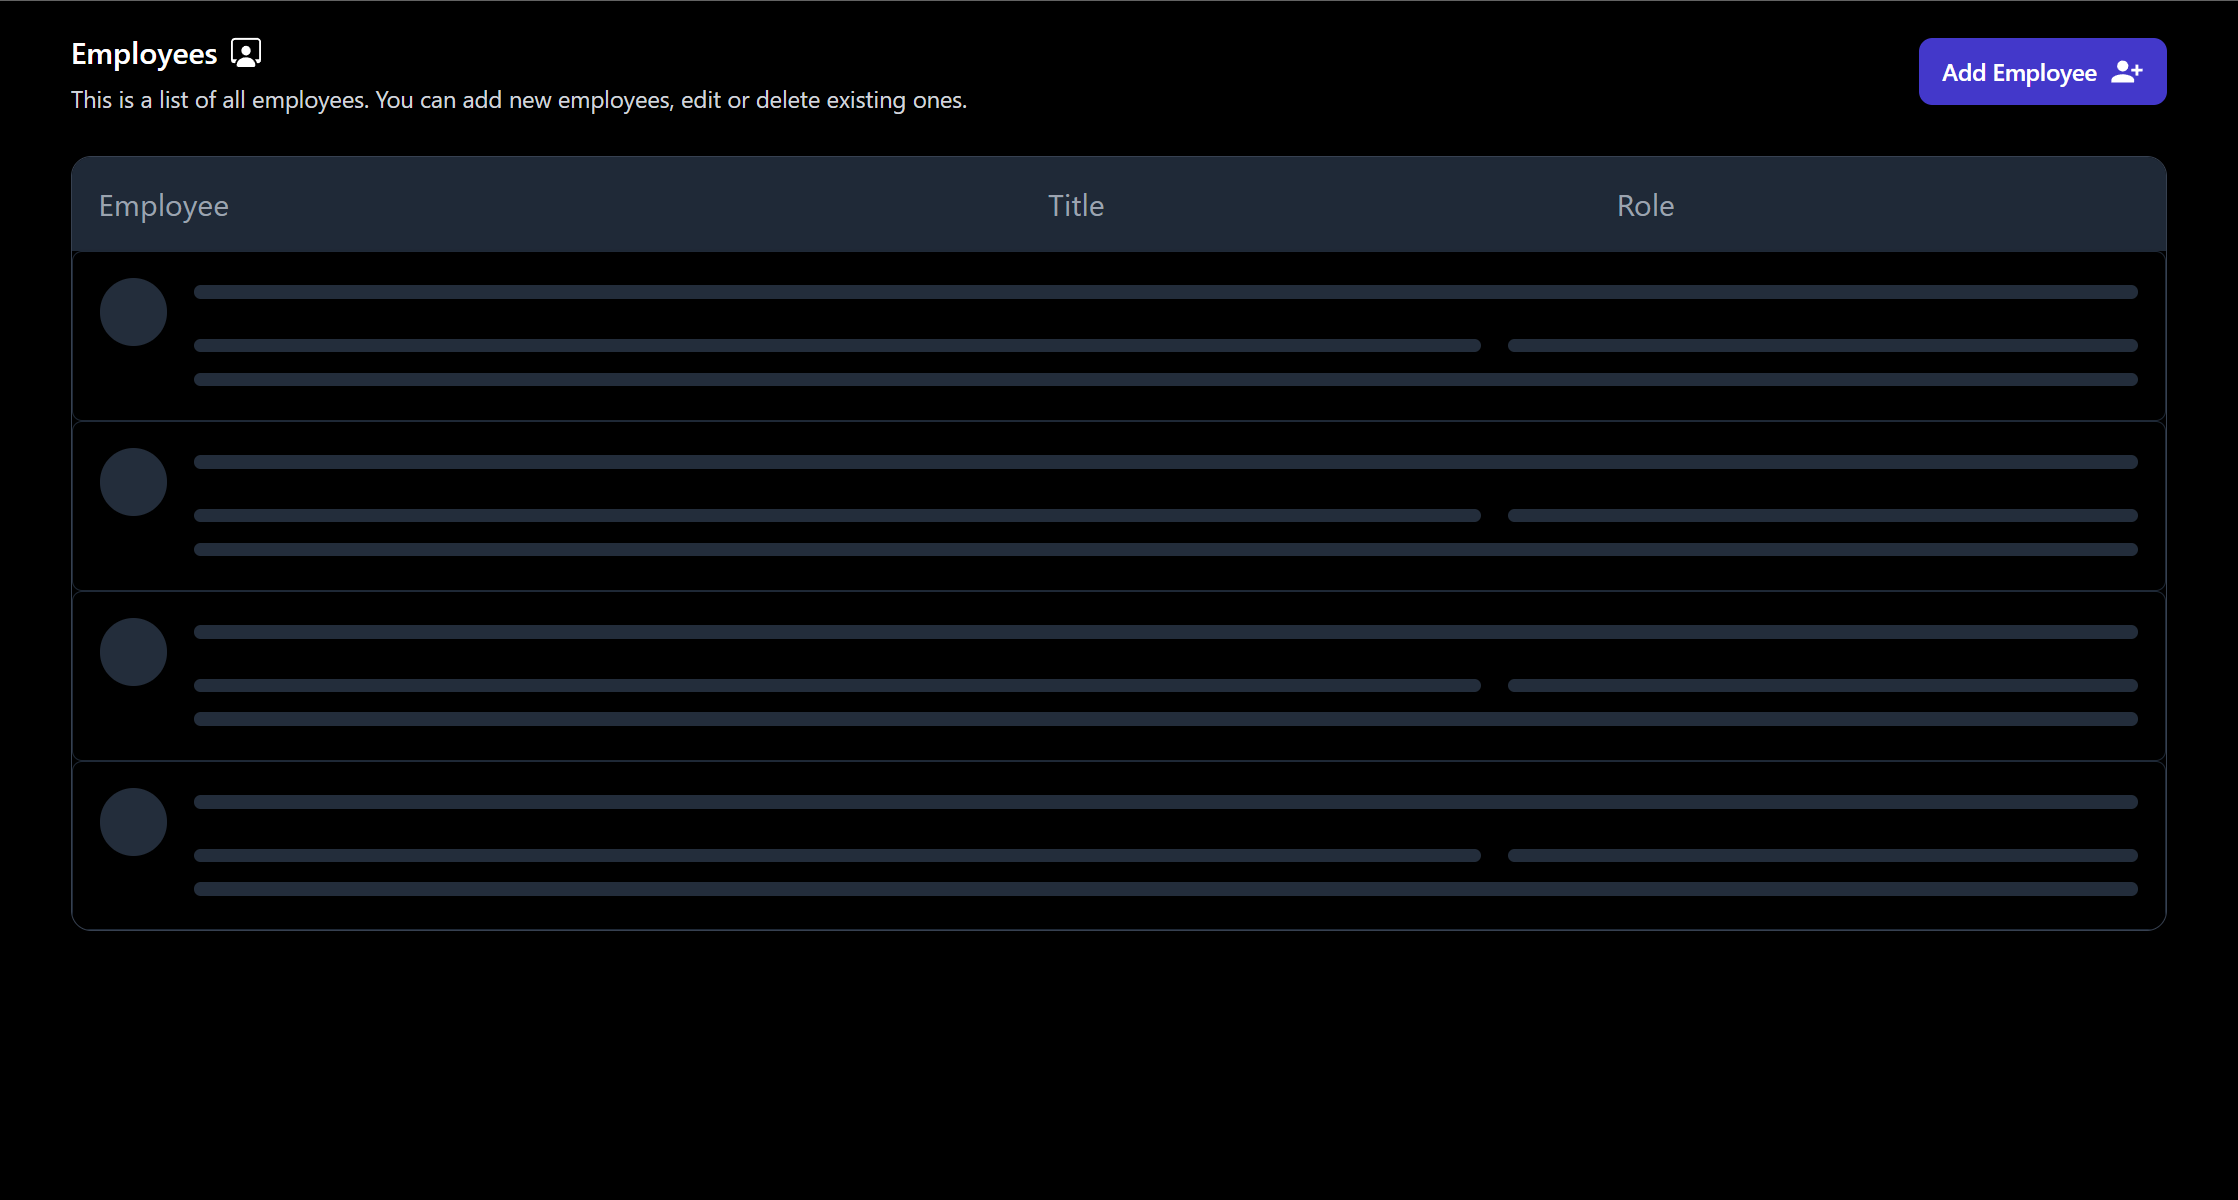 Employees
This is a list of all employees. You can add new employees, edit or delete existing ones.
Add Employee
Employee Title Role